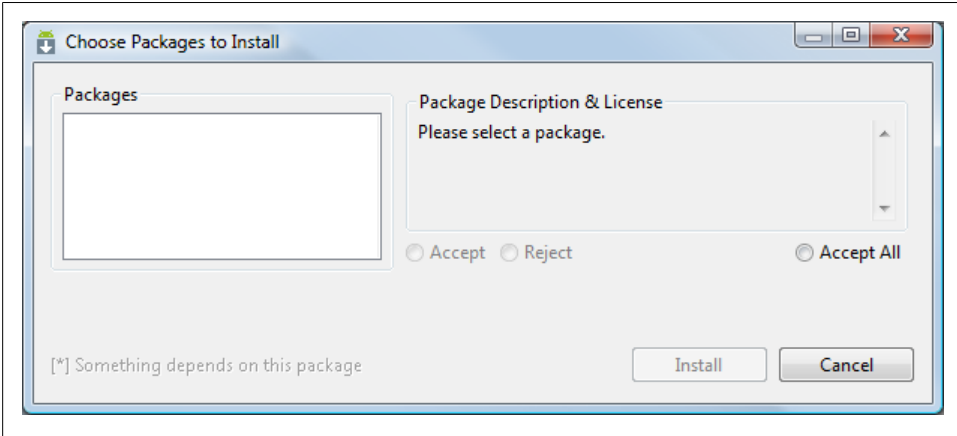 Choose Packages to Install
Packages
Package Description & License
Please select a package.
Accept
Reject
Accept All
[*] Something depends on this package
Install
Cancel